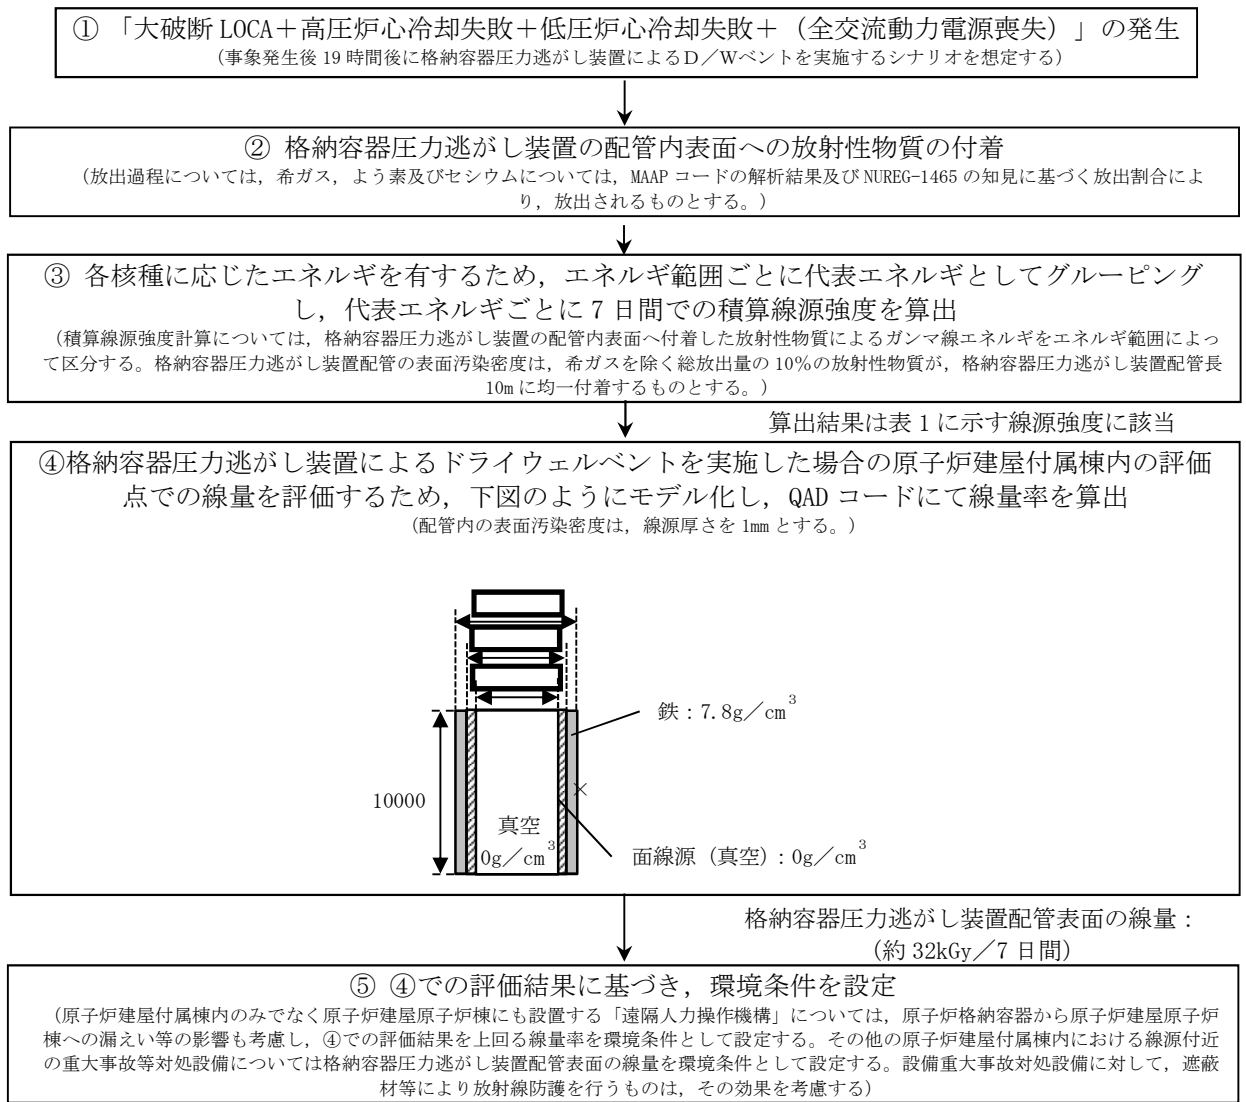 ① 「大破断 LOCA＋高圧炉心冷却失敗＋低圧炉心冷却失敗＋（全交流動力電源喪失）」の発生
（事象発生後 19 時間後に格納容器圧力逃がし装置によるＤ／Ｗベントを実施するシナリオを想定する）
② 格納容器圧力逃がし装置の配管内表面への放射性物質の付着
（放出過程については，希ガス，よう素及びセシウムについては，MAAP コードの解析結果及び NUREG-1465 の知見に基づく放出割合によ
り，放出されるものとする。）
③ 各核種に応じたエネルギを有するため，エネルギ範囲ごとに代表エネルギとしてグルーピング
し，代表エネルギごとに 7 日間での積算線源強度を算出
（積算線源強度計算については，格納容器圧力逃がし装置の配管内表面へ付着した放射性物質によるガンマ線エネルギをエネルギ範囲によっ
て区分する。格納容器圧力逃がし装置配管の表面汚染密度は，希ガスを除く総放出量の 10％の放射性物質が，格納容器圧力逃がし装置配管長
10m に均一付着するものとする。）
算出結果は表 1 に示す線源強度に該当
④格納容器圧力逃がし装置によるドライウェルベントを実施した場合の原子炉建屋付属棟内の評価
点での線量を評価するため，下図のようにモデル化し，QAD コードにて線量率を算出
（配管内の表面汚染密度は，線源厚さを 1mm とする。）
鉄：7.8g／cm³
×
10000
真空
0g／cm³
面線源（真空）：0g／cm³
格納容器圧力逃がし装置配管表面の線量：
（約 32kGy／7 日間）
⑤ ④での評価結果に基づき，環境条件を設定
（原子炉建屋付属棟内のみでなく原子炉建屋原子炉棟にも設置する「遠隔人力操作機構」については，原子炉格納容器から原子炉建屋原子炉
棟への漏えい等の影響も考慮し，④での評価結果を上回る線量率を環境条件として設定する。その他の原子炉建屋付属棟内における線源付近
の重大事故等対処設備については格納容器圧力逃がし装置配管表面の線量を環境条件として設定する。設備重大事故対処設備に対して，遮蔽
材等により放射線防護を行うものは，その効果を考慮する）